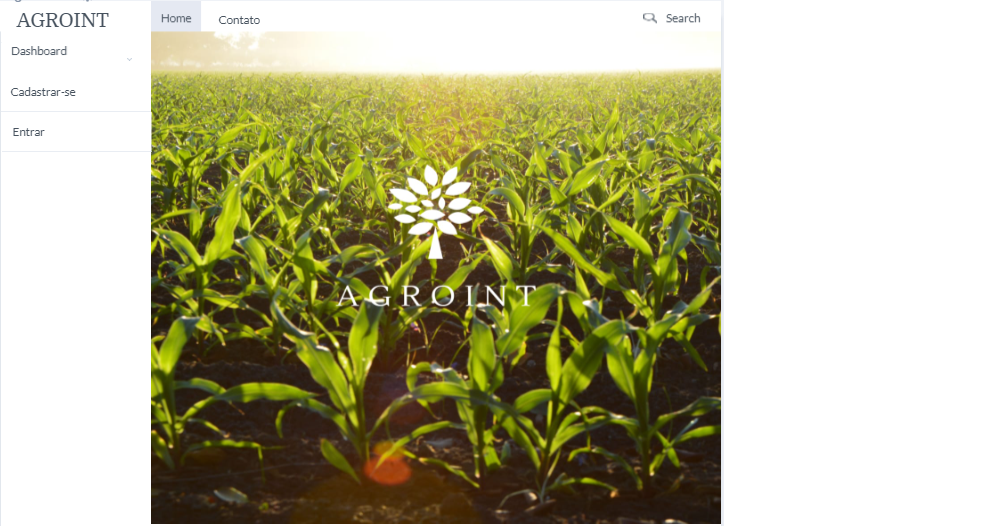 AGROINT
Home
Contato
Search
Dashboard
Cadastrar-se
Entrar
AGROINT